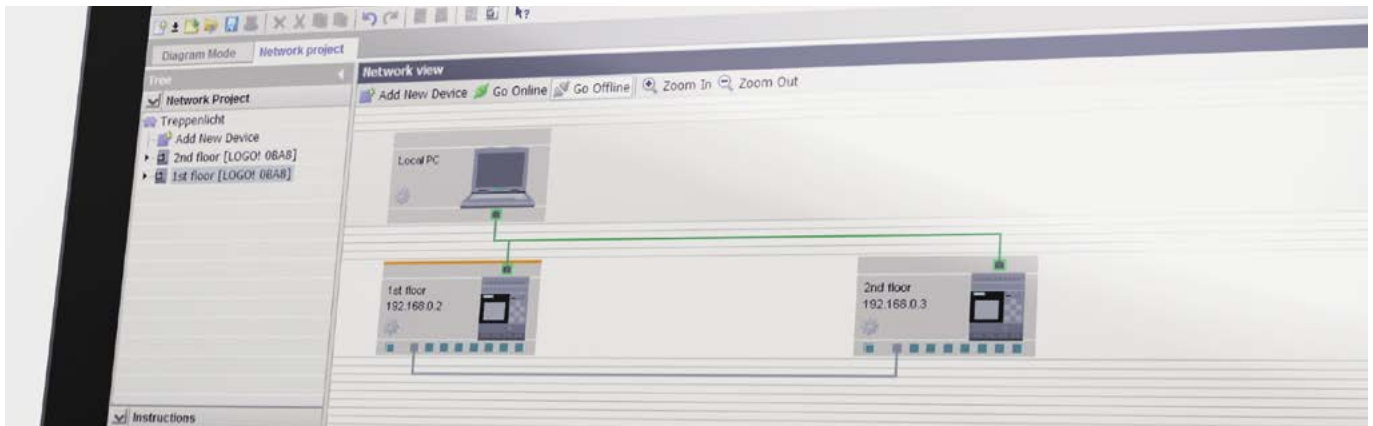 Diagram Mode
Network project
Tree
Network Project
Treppenlicht
Add New Device
2nd floor [LOGO! 0BA8]
1st floor [LOGO! 0BA8]
Instructions
Network view
Add New Device
Go Online
Go Offline
Zoom In
Zoom Out
Local PC
1st floor
192.168.0.2
2nd floor
192.168.0.3